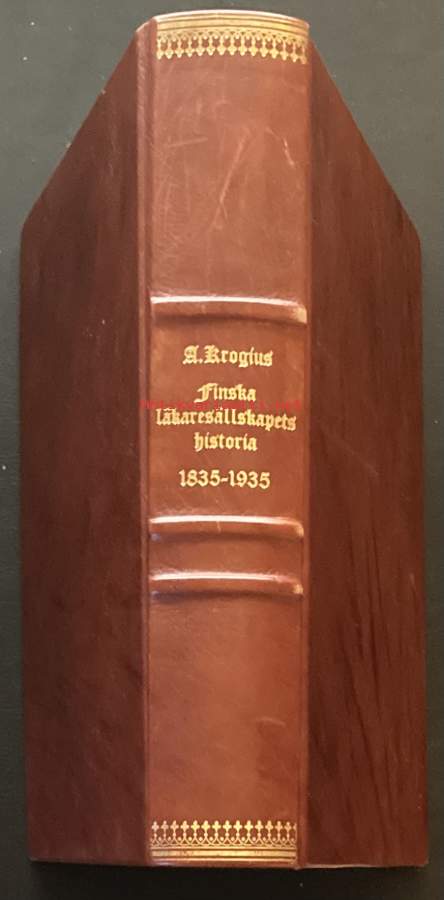 A. Krogius
Finska
läkaresällskapets
historia
1835-1935